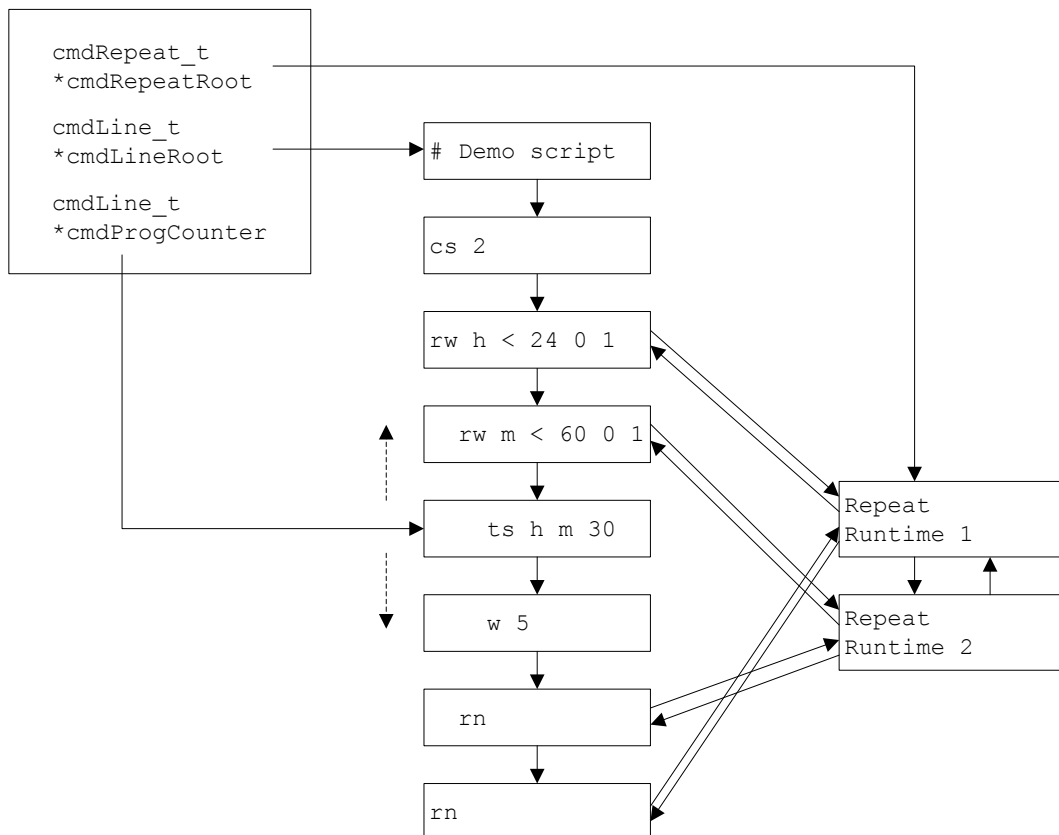 cmdRepeat_t
*cmdRepeatRoot
cmdLine_t
*cmdLineRoot
cmdLine_t
*cmdProgCounter
# Demo script
cs 2
rw h < 24 0 1
rw m < 60 0 1
ts h m 30
w 5
rn
rn
Repeat
Runtime 1
Repeat
Runtime 2